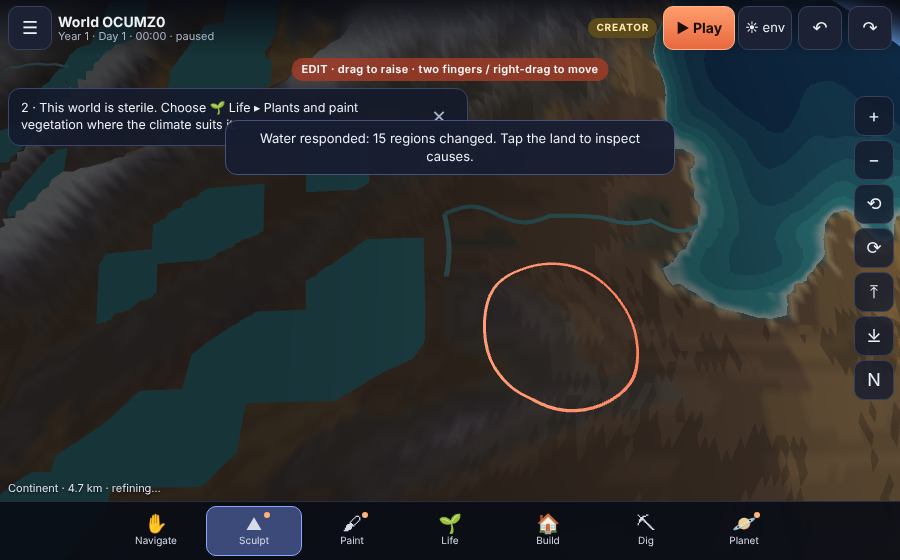 World OCUMZ0
Year 1 · Day 1 · 00:00 · paused
CREATOR
▶ Play
☀ env
EDIT · drag to raise · two fingers / right-drag to move
2 · This world is sterile. Choose 🌱 Life ▸ Plants and paint
vegetation where the climate suits
Water responded: 15 regions changed. Tap the land to inspect
causes.
N
Continent · 4.7 km · refining…
Navigate
Sculpt
Paint
Life
Build
Dig
Planet